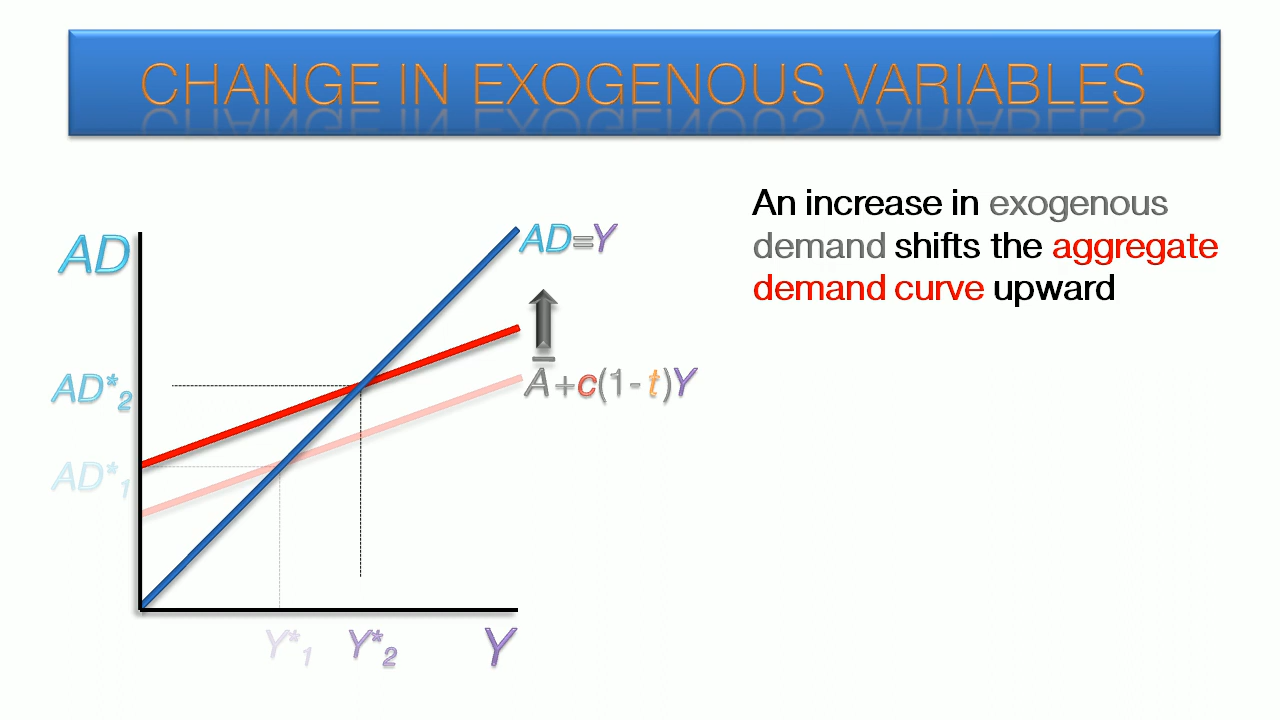 CHANGE IN EXOGENOUS VARIABLES
An increase in exogenous
demand shifts the aggregate
demand curve upward
AD
AD=Y
Ā+c(1-t)Y
AD*₂
AD*₁
Y*₁
Y*₂
Y